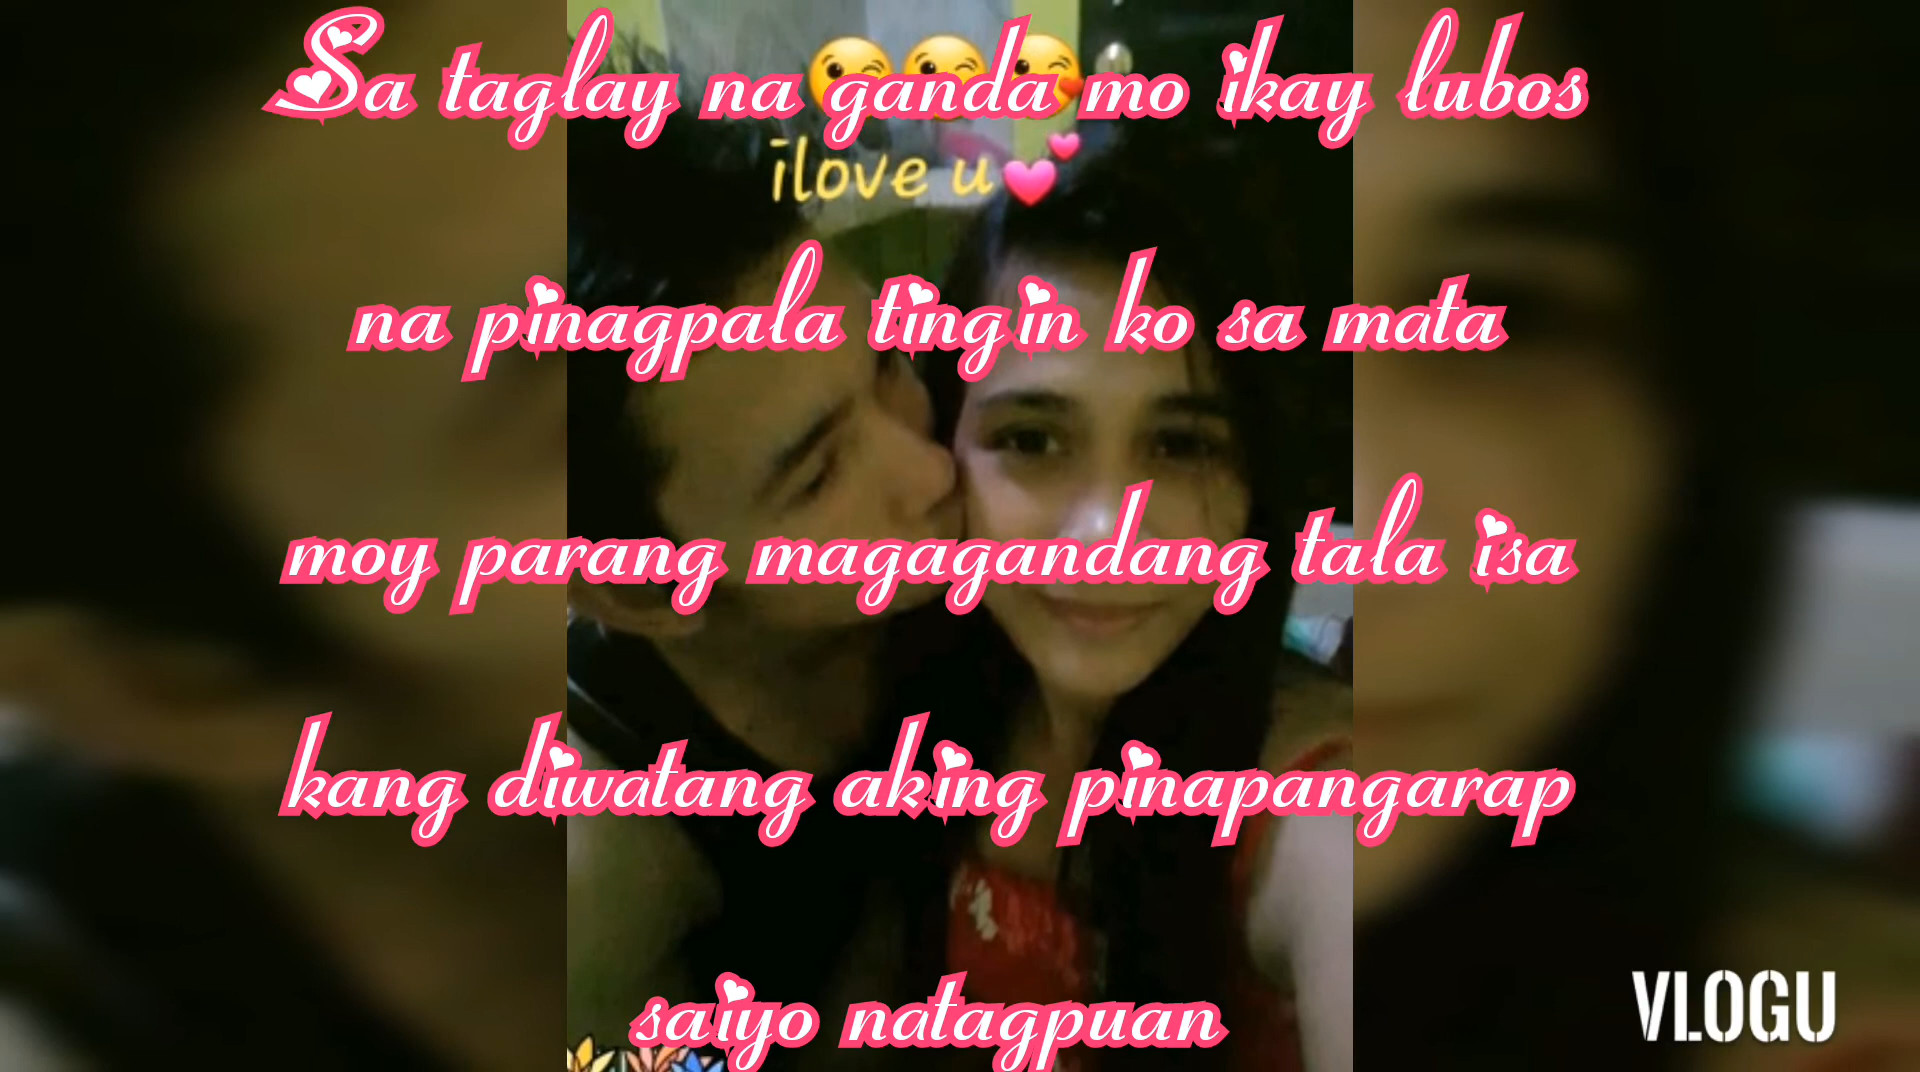 Sa taglay na ganda mo ikay lubos
ilove u
na pinagpala tingin ko sa mata
moy parang magagandang tala isa
kang diwatang aking pinapangarap
saiyo natagpuan
VLOGU